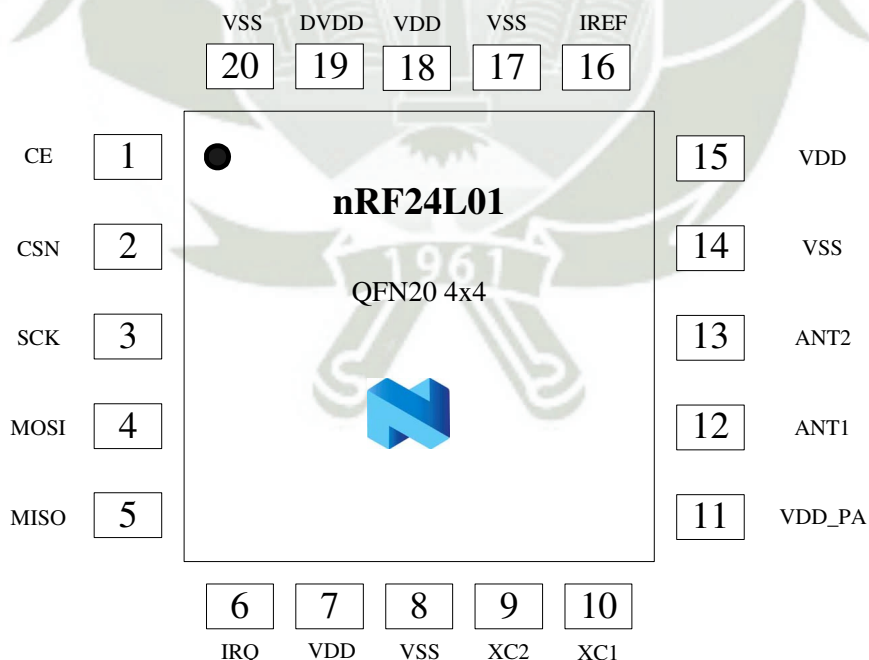 VSS DVDD VDD VSS IREF
20 19 18 17 16
CE 1 15 VDD
nRF24L01
CSN 2 14 VSS
1961
QFN20 4x4
SCK 3 13 ANT2
MOSI 4 12 ANT1
MISO 5 11 VDD_PA
6 7 8 9 10
IRQ VDD VSS XC2 XC1